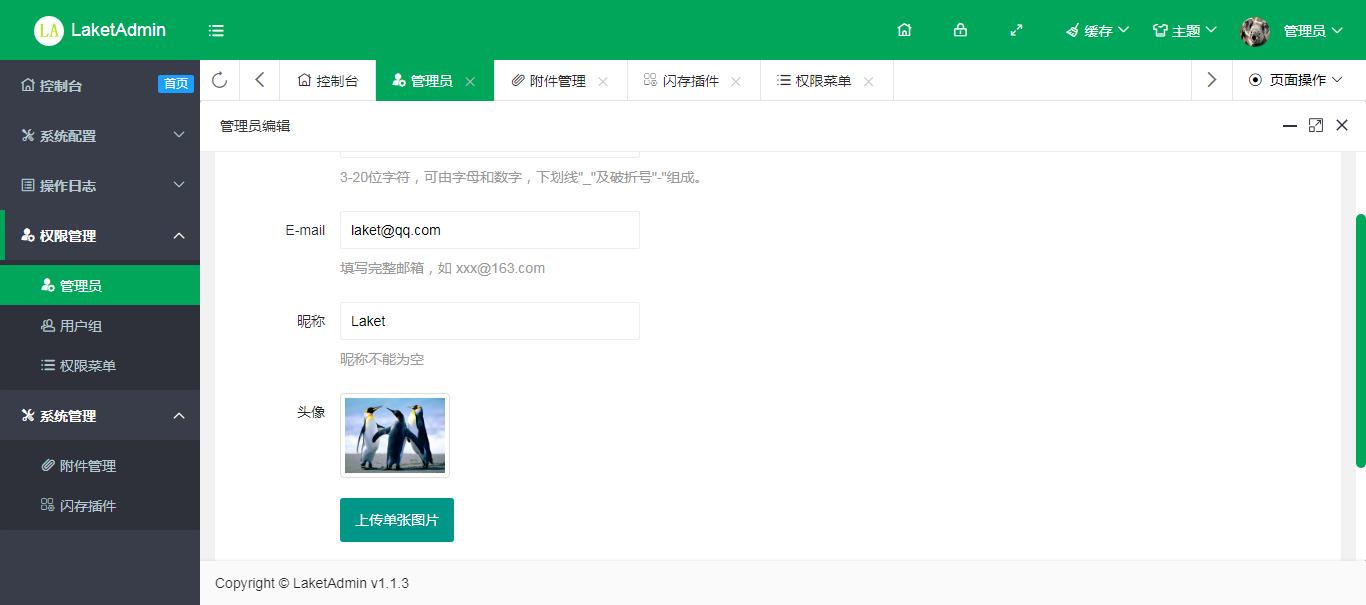 LA LaketAdmin 缓存 主题 管理员
控制台 首页
系统配置
操作日志
权限管理
管理员
用户组
权限菜单
系统管理
附件管理
闪存插件
控制台 管理员 附件管理 闪存插件 权限菜单 页面操作
管理员编辑
3-20位字符，可由字母和数字，下划线"_"及破折号"-"组成。
E-mail laket@qq.com
填写完整邮箱，如 xxx@163.com
昵称 Laket
昵称不能为空
头像
上传单张图片
Copyright © LaketAdmin v1.1.3